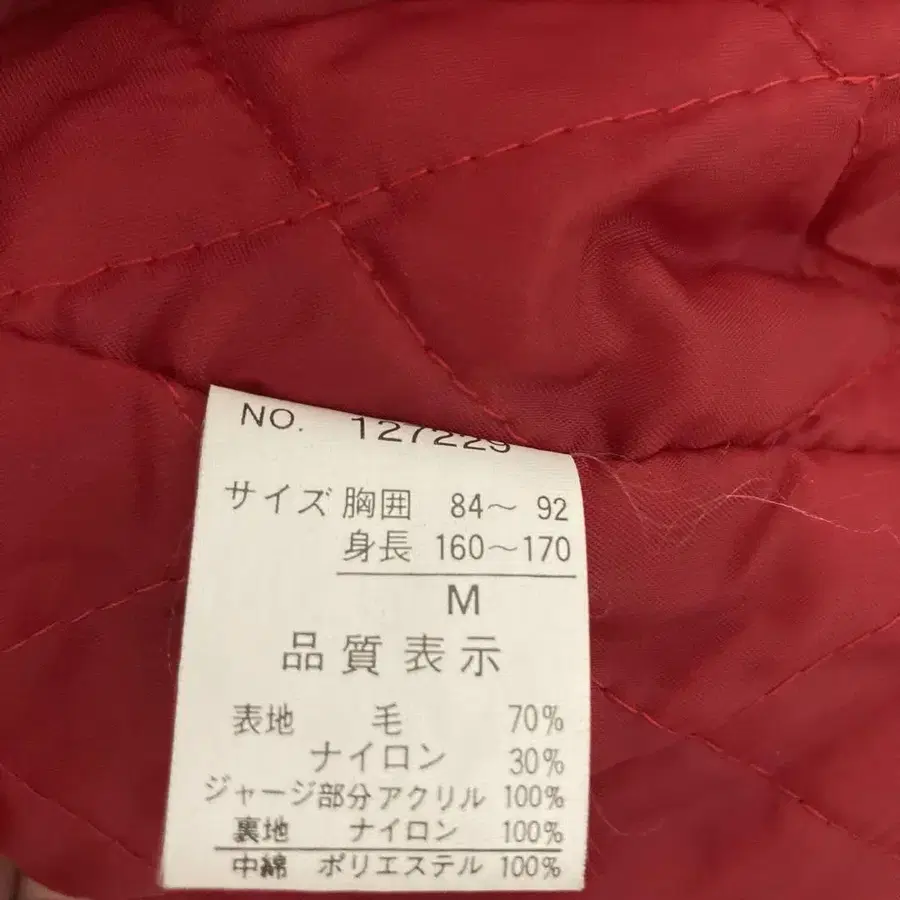 NO. 127229
サイズ 胸囲 84～ 92
身長 160～170
M
品質表示
表地 毛 70%
ナイロン 30%
ジャージ部分アクリル 100%
裏地 ナイロン 100%
中綿 ポリエステル 100%